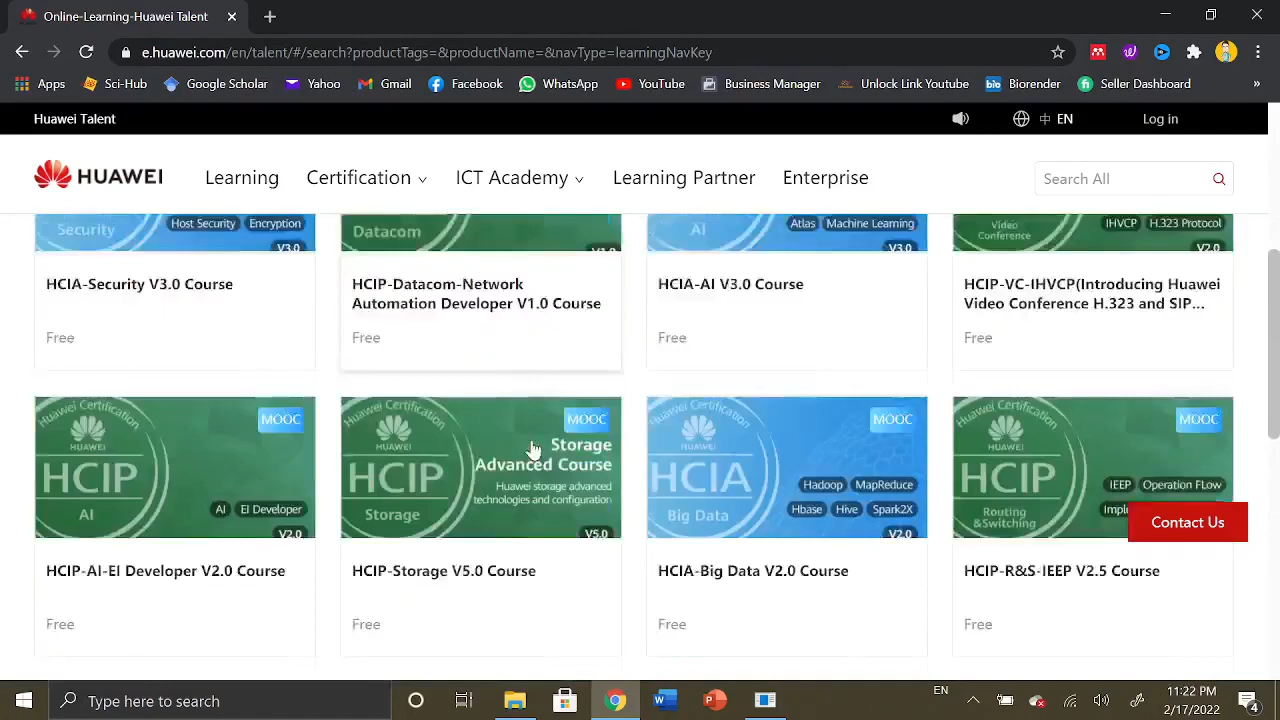 Online-Learning-Huawei Talent
e.huawei.com/en/talent/#/search?productTags=&productName=&navType=learningNavKey
Apps Sci-Hub Google Scholar Yahoo Gmail Facebook WhatsApp YouTube Business Manager Unlock Link Youtube Biorender Seller Dashboard »
Huawei Talent 中 EN Log in
HUAWEI Learning Certification ICT Academy Learning Partner Enterprise Search All
Security Host Security Encryption V3.0
Datacom V1.0
AI Atlas Machine Learning V3.0
Video Conference IHVCP H.323 Protocol V2.0
HCIA-Security V3.0 Course
Free
HCIP-Datacom-Network
Automation Developer V1.0 Course
Free
HCIA-AI V3.0 Course
Free
HCIP-VC-IHVCP(Introducing Huawei
Video Conference H.323 and SIP...
Free
Huawei Certification MOOC
HUAWEI
HCIP
AI
AI EI Developer
V2.0
HCIP-AI-EI Developer V2.0 Course
Free
Huawei Certification MOOC
HUAWEI
HCIP
Storage
Storage
Advanced Course
Huawei storage advanced
technologies and configuration
V5.0
HCIP-Storage V5.0 Course
Free
Huawei Certification MOOC
HUAWEI
HCIA
Big Data
Hadoop MapReduce
Hbase Hive Spark2X
V2.0
HCIA-Big Data V2.0 Course
Free
Huawei Certification MOOC
HUAWEI
HCIP
Routing
&Switching
IEEP Operation Flow
HCIP-R&S-IEEP V2.5 Course
Free
Contact Us
Type here to search
EN
11:22 PM
2/17/2022
4